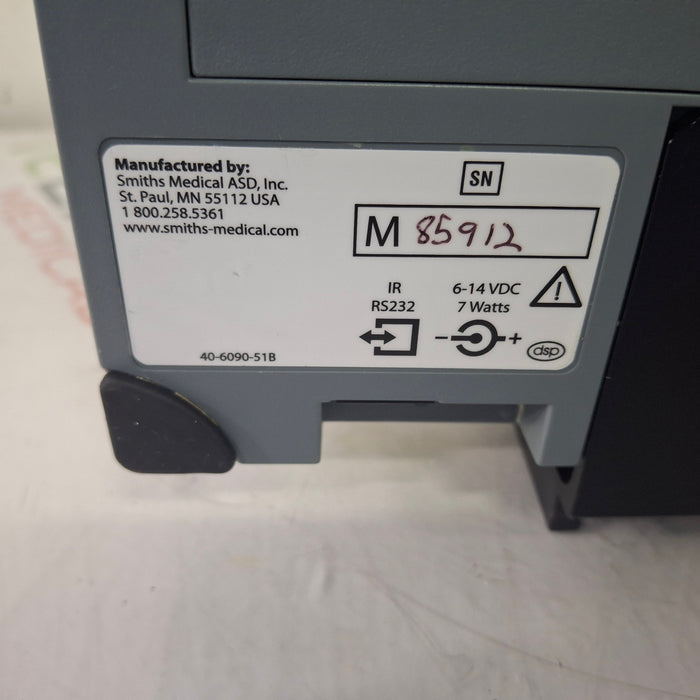 Manufactured by:
Smiths Medical ASD, Inc.
St. Paul, MN 55112 USA
1 800.258.5361
www.smiths-medical.com
SN
M 85912
IR
RS232
6-14 VDC
7 Watts
- +
dsp
40-6090-51B
MEDICAL